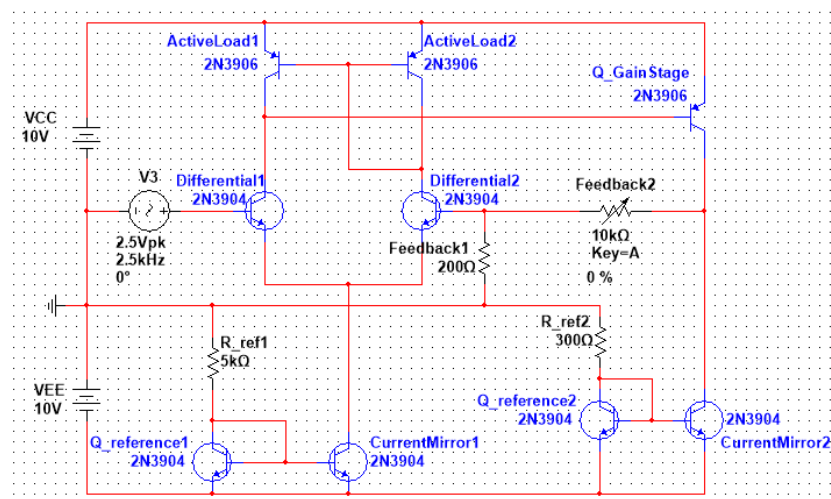 ActiveLoad1
2N3906
ActiveLoad2
2N3906
Q_GainStage
2N3906
VCC
10V
V3
2.5Vpk
2.5kHz
0°
Differential1
2N3904
Differential2
2N3904
Feedback2
10kΩ
Key=A
0 %
Feedback1
200Ω
R_ref1
5kΩ
R_ref2
300Ω
VEE
10V
Q_reference1
2N3904
CurrentMirror1
2N3904
Q_reference2
2N3904
2N3904
CurrentMirror2